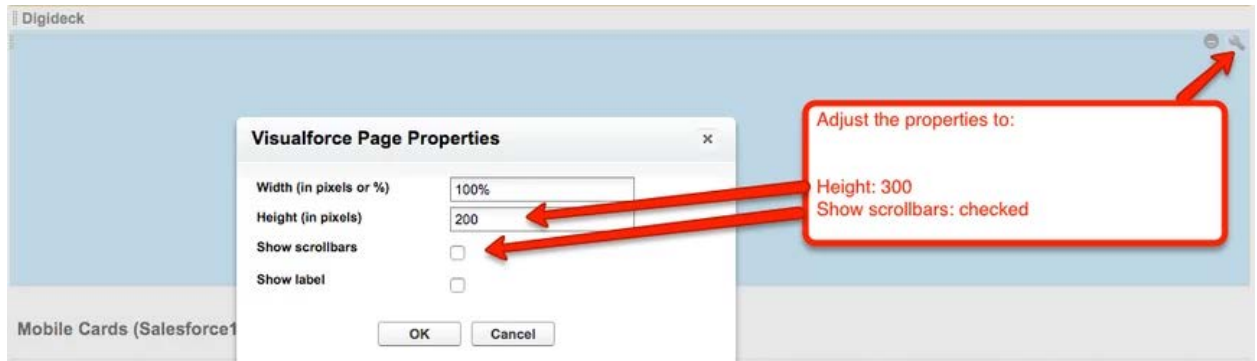 Digideck
Visualforce Page Properties
×
Width (in pixels or %)
100%
Height (in pixels)
200
Show scrollbars
Show label
OK
Cancel
Adjust the properties to:
Height: 300
Show scrollbars: checked
Mobile Cards (Salesforce1